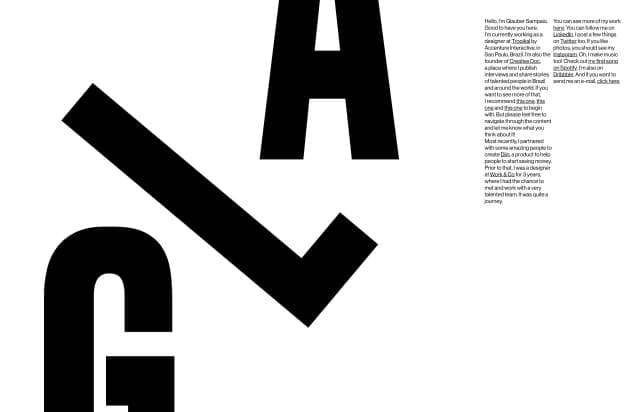 A
L
G
Hello, I'm Glauber Sampaio.
Good to have you here.
I'm currently working as a
designer at Tropikal by
Accenture Interactive, in
Sao Paulo, Brazil. I'm also the
founder of Creative Doc,
a place where I publish
interviews and share stories
of talented people in Brazil
and around the world. If you
want to see more of that,
I recommend this one, this
one and this one to begin
with. But please feel free to
navigate through the content
and let me know what you
think about it!
Most recently, I partnered
with some amazing people to
create Din, a product to help
people to start saving money.
Prior to that, I was a designer
at Work & Co for 3 years,
where I had the chance to
met and work with a very
talented team. It was quite a
journey.
You can see more of my work
here. You can follow me on
LinkedIn. I post a few things
on Twitter too. If you like
photos, you should see my
Instagram. Oh, I make music
too! Check out my first song
on Spotify. I'm also on
Dribbble. And if you want to
send me an e-mail, click here.